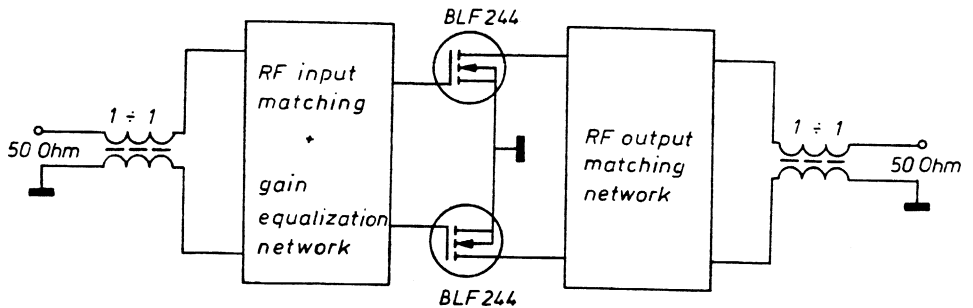 BLF244
RF input
matching
+
gain
equalization
network
RF output
matching
network
1 ÷ 1
50 Ohm
1 ÷ 1
50 Ohm
BLF244